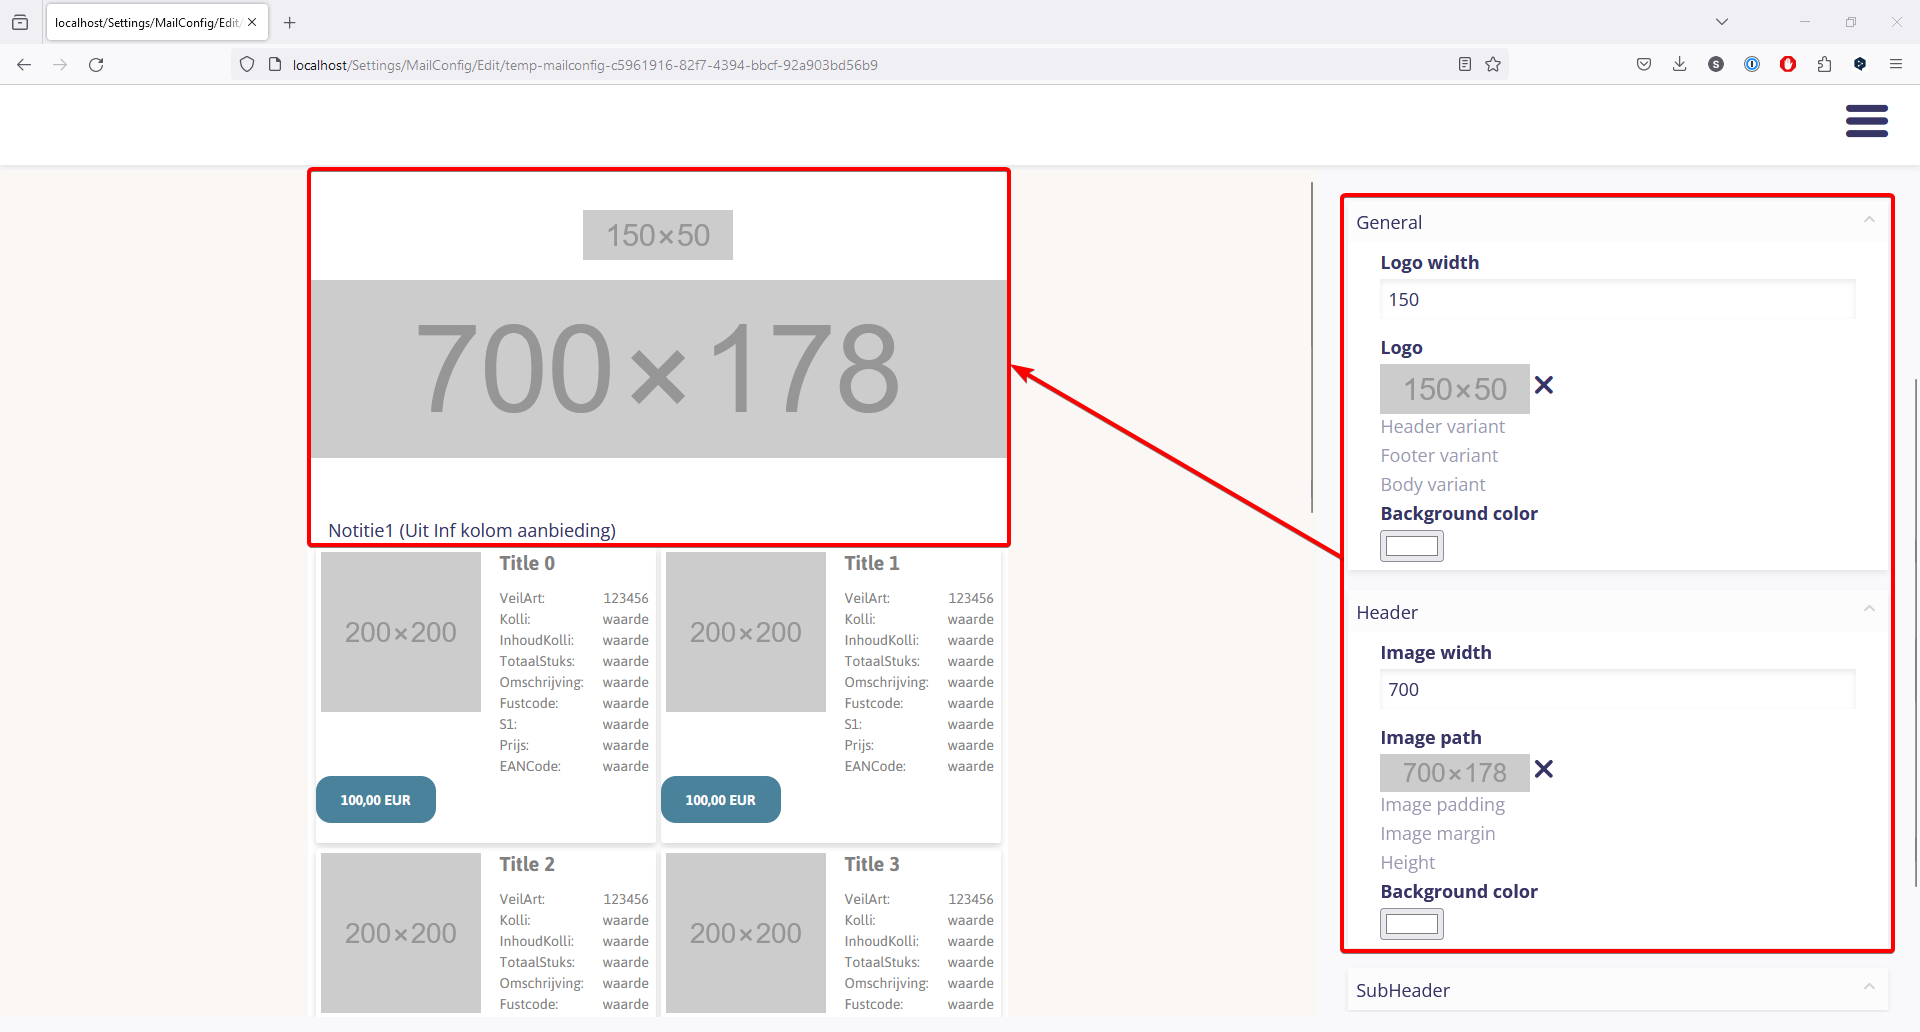 localhost/Settings/MailConfig/Edit/
localhost/Settings/MailConfig/Edit/temp-mailconfig-c5961916-82f7-4394-bbcf-92a903bd56b9
S
150×50
700×178
Notitie1 (Uit Inf kolom aanbieding)
200×200
Title 0
VeilArt: 123456
Kolli: waarde
InhoudKolli: waarde
TotaalStuks: waarde
Omschrijving: waarde
Fustcode: waarde
S1: waarde
Prijs: waarde
EANCode: waarde
100,00 EUR
200×200
Title 1
VeilArt: 123456
Kolli: waarde
InhoudKolli: waarde
TotaalStuks: waarde
Omschrijving: waarde
Fustcode: waarde
S1: waarde
Prijs: waarde
EANCode: waarde
100,00 EUR
200×200
Title 2
VeilArt: 123456
Kolli: waarde
InhoudKolli: waarde
TotaalStuks: waarde
Omschrijving: waarde
Fustcode: waarde
200×200
Title 3
VeilArt: 123456
Kolli: waarde
InhoudKolli: waarde
TotaalStuks: waarde
Omschrijving: waarde
Fustcode: waarde
General
Logo width
150
Logo
150×50
Header variant
Footer variant
Body variant
Background color
Header
Image width
700
Image path
700×178
Image padding
Image margin
Height
Background color
SubHeader